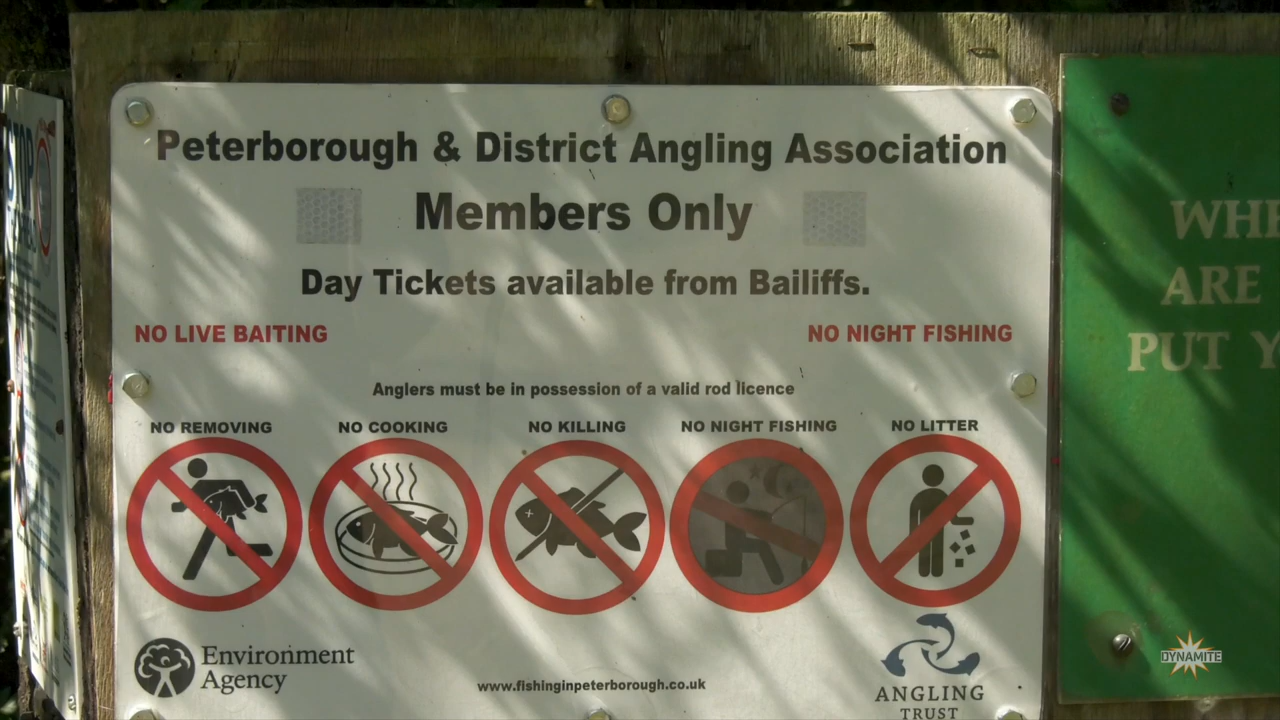 Peterborough & District Angling Association
Members Only
Day Tickets available from Bailiffs.
NO LIVE BAITING
NO NIGHT FISHING
Anglers must be in possession of a valid rod licence
NO REMOVING
NO COOKING
NO KILLING
NO NIGHT FISHING
NO LITTER
Environment
Agency
www.fishinginpeterborough.co.uk
ANGLING
TRUST
ARE
PUT
DYNAMITE
STOP